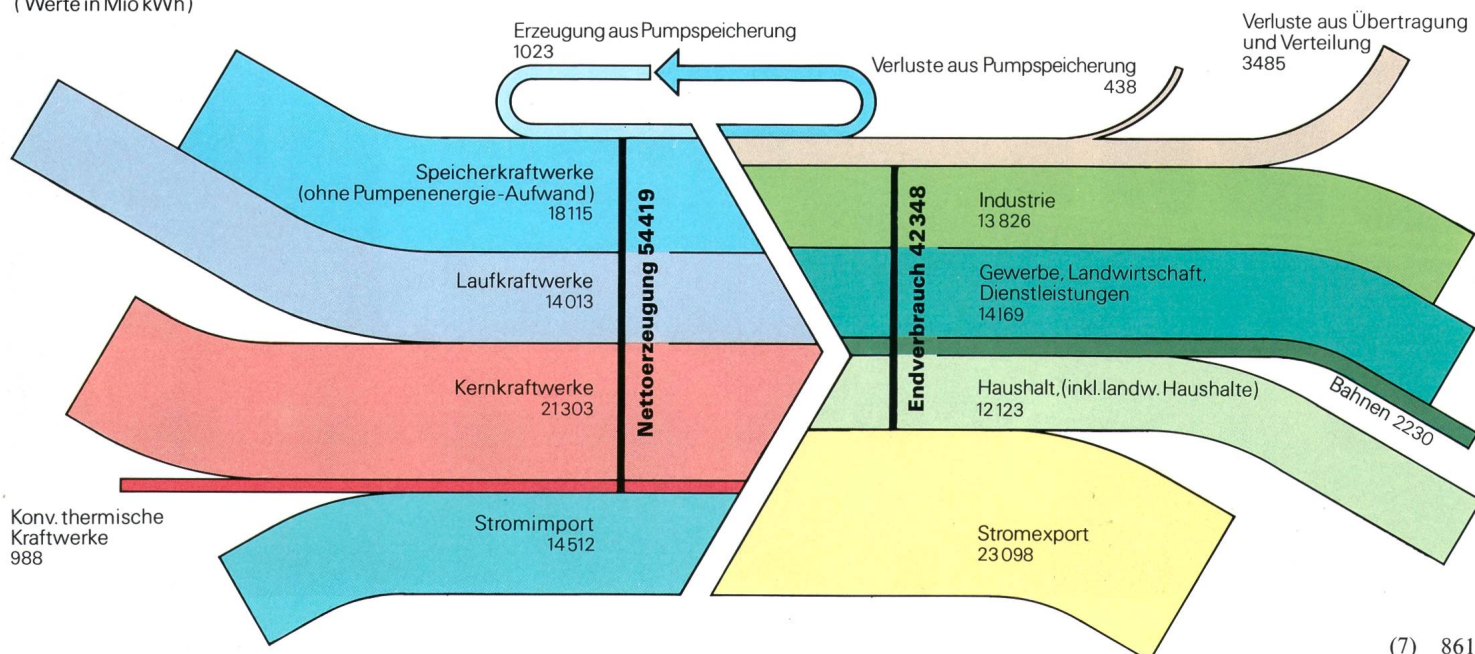 (Werte in Mio kWh)
Erzeugung aus Pumpspeicherung
1023
Verluste aus Pumpspeicherung
438
Verluste aus Übertragung
und Verteilung
3485
Speicherkraftwerke
(ohne Pumpenenergie-Aufwand)
18115
Laufkraftwerke
14013
Kernkraftwerke
21303
Konv. thermische
Kraftwerke
988
Stromimport
14512
Nettoerzeugung 54419
Endverbrauch 42348
Industrie
13826
Gewerbe, Landwirtschaft,
Dienstleistungen
14169
Bahnen 2230
Haushalt, (inkl. landw. Haushalte)
12123
Stromexport
23098
(7) 861